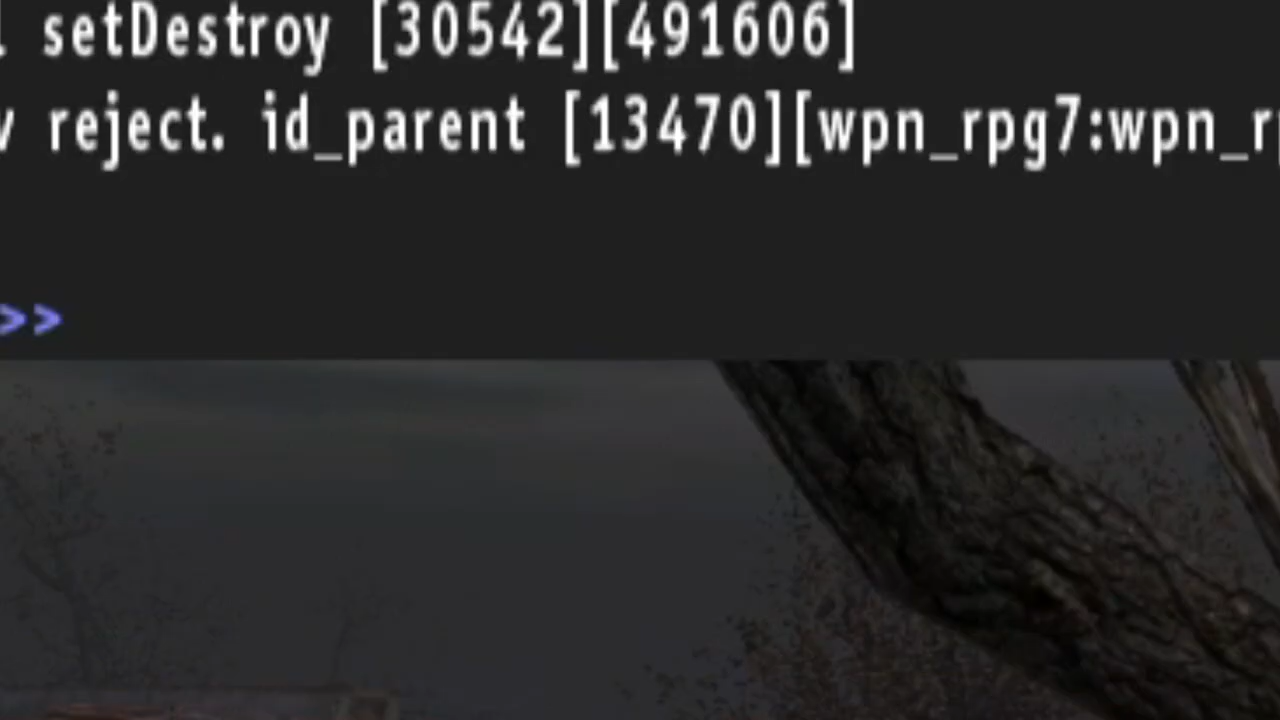 setDestroy [30542][491606]
reject. id_parent [13470][wpn_rpg7:wpn_r
>>